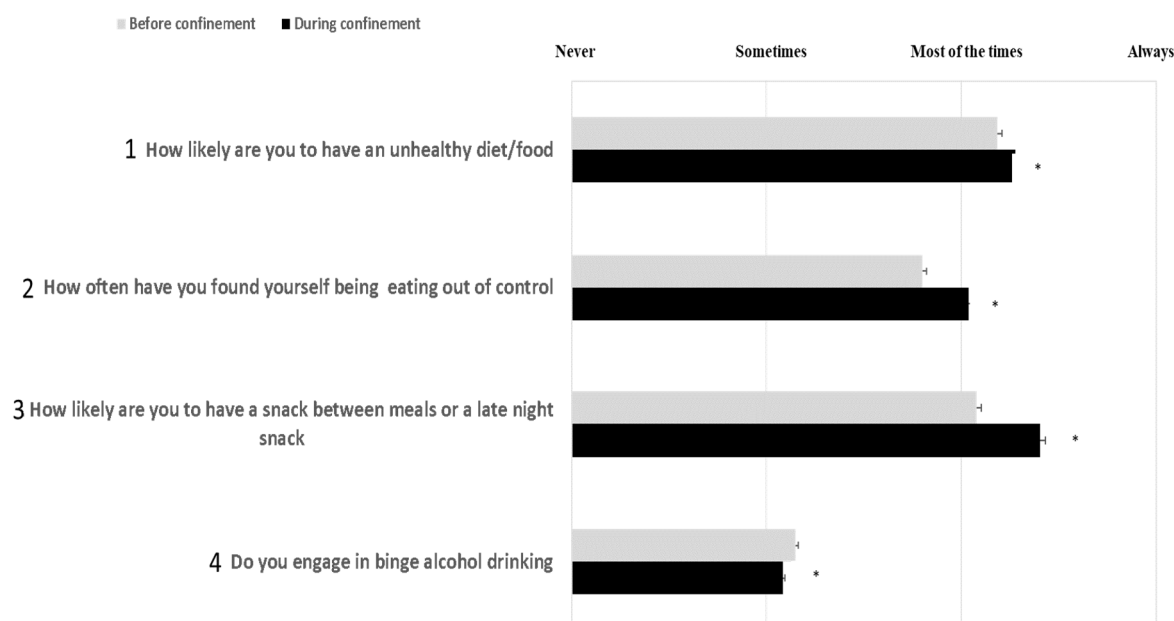 Before confinement During confinement
Never Sometimes Most of the times Always
1 How likely are you to have an unhealthy diet/food
*
2 How often have you found yourself being eating out of control
*
3 How likely are you to have a snack between meals or a late night
snack
*
4 Do you engage in binge alcohol drinking
*